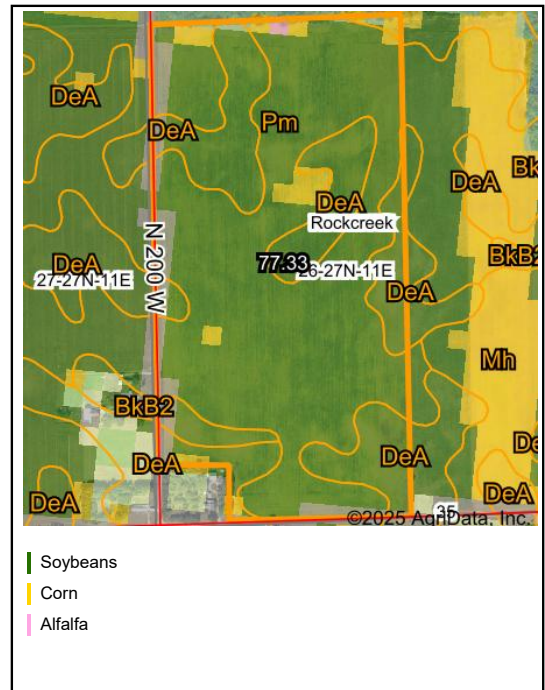 DeA
DeA
Pm
Bk
DeA
DeA
Rockcreek
N 200 W
DeA
27-27N-11E
77.33
26-27N-11E
BkB2
DeA
Mh
BkB2
De
DeA
DeA
DeA
DeA
35
©2025 AgriData, Inc.
Soybeans
Corn
Alfalfa